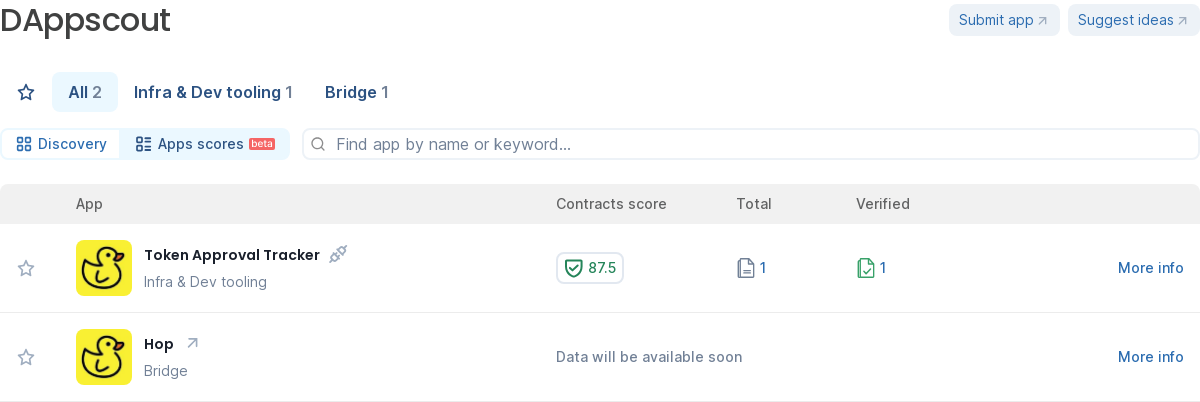 DAppscout
Submit app
Suggest ideas
All 2
Infra & Dev tooling 1
Bridge 1
Discovery
Apps scores beta
Find app by name or keyword...
App
Contracts score
Total
Verified
Token Approval Tracker
Infra & Dev tooling
87.5
1
1
More info
Hop
Bridge
Data will be available soon
More info